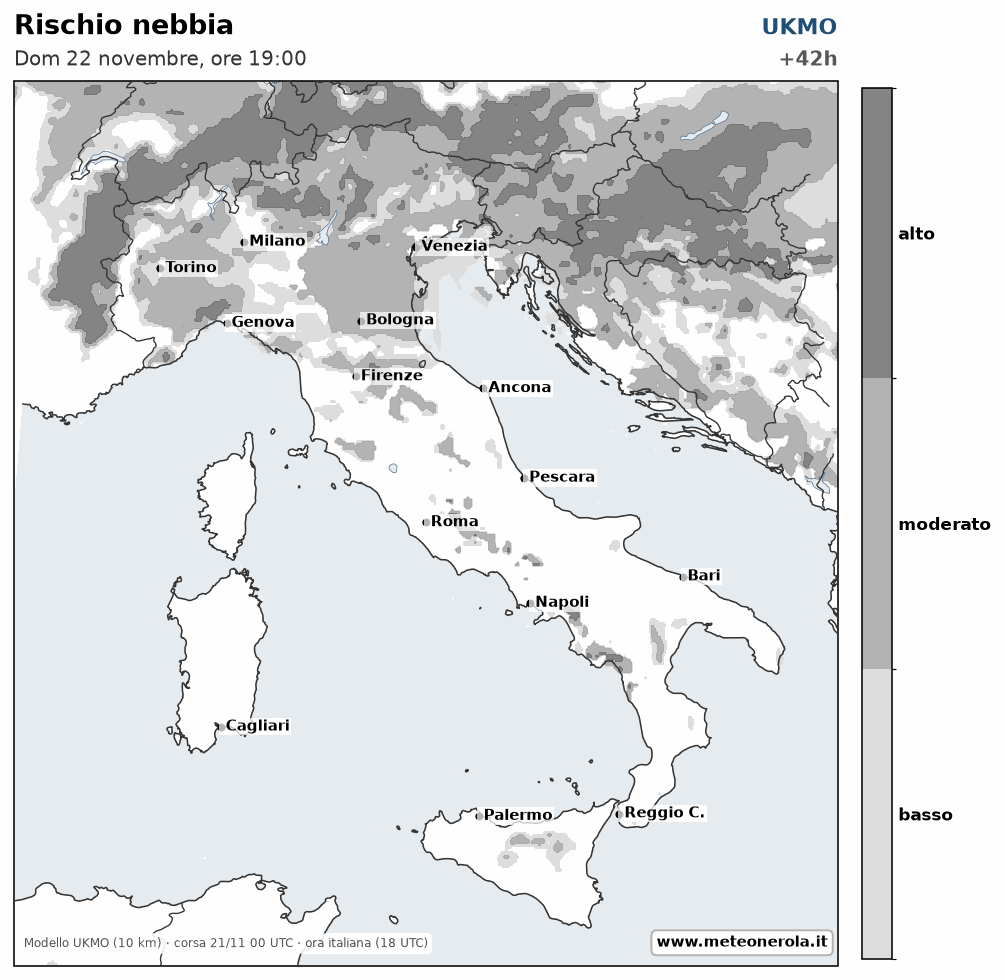 Rischio nebbia
UKMO
Dom 22 novembre, ore 19:00
+42h
Milano
Venezia
Torino
Genova
Bologna
Firenze
Ancona
Pescara
Roma
Bari
Napoli
Cagliari
Palermo
Reggio C.
alto
moderato
basso
Modello UKMO (10 km) · corsa 21/11 00 UTC · ora italiana (18 UTC)
www.meteonerola.it